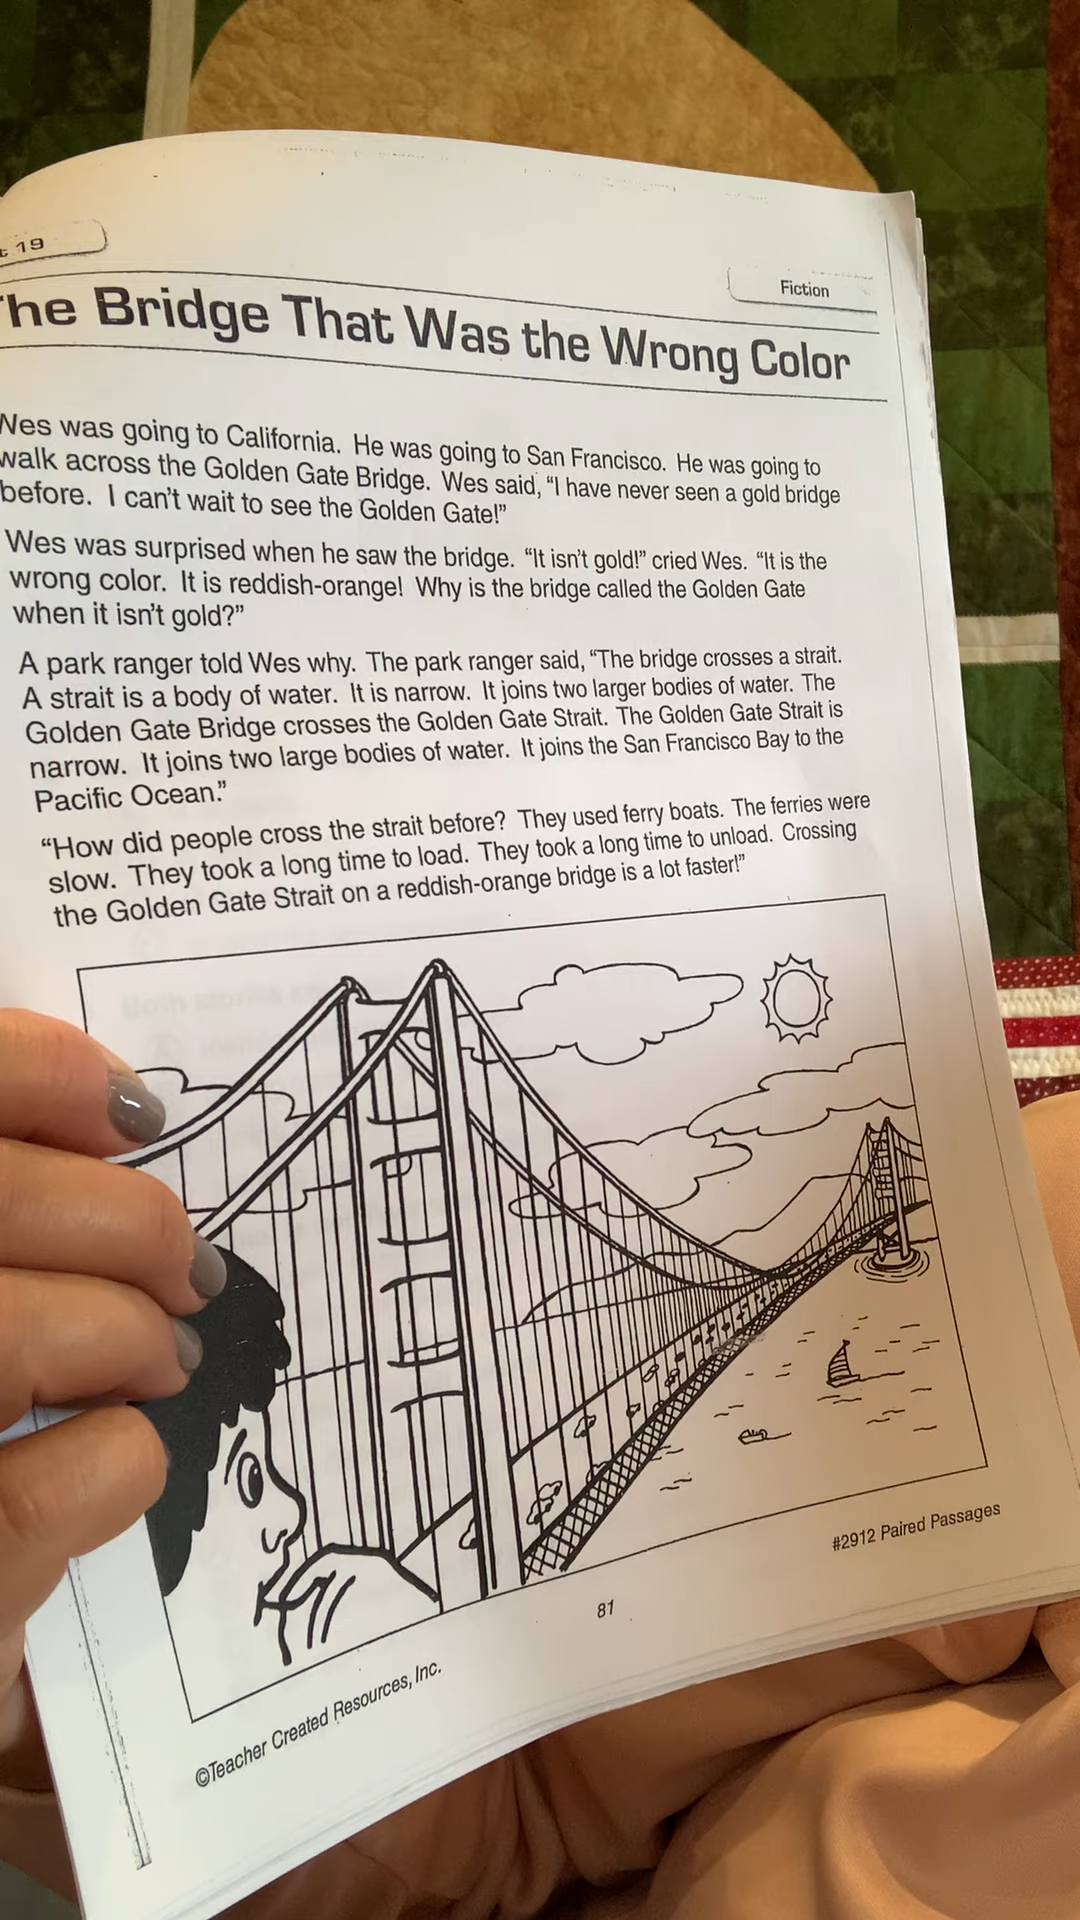 19
Fiction
The Bridge That Was the Wrong Color
Wes was going to California. He was going to San Francisco. He was going to
walk across the Golden Gate Bridge. Wes said, “I have never seen a gold bridge
before. I can’t wait to see the Golden Gate!”
Wes was surprised when he saw the bridge. “It isn’t gold!” cried Wes. “It is the
wrong color. It is reddish-orange! Why is the bridge called the Golden Gate
when it isn’t gold?”
A park ranger told Wes why. The park ranger said, “The bridge crosses a strait.
A strait is a body of water. It is narrow. It joins two larger bodies of water. The
Golden Gate Bridge crosses the Golden Gate Strait. The Golden Gate Strait is
narrow. It joins two large bodies of water. It joins the San Francisco Bay to the
Pacific Ocean.”
“How did people cross the strait before? They used ferry boats. The ferries were
slow. They took a long time to load. They took a long time to unload. Crossing
the Golden Gate Strait on a reddish-orange bridge is a lot faster!”
©Teacher Created Resources, Inc.
81
#2912 Paired Passages